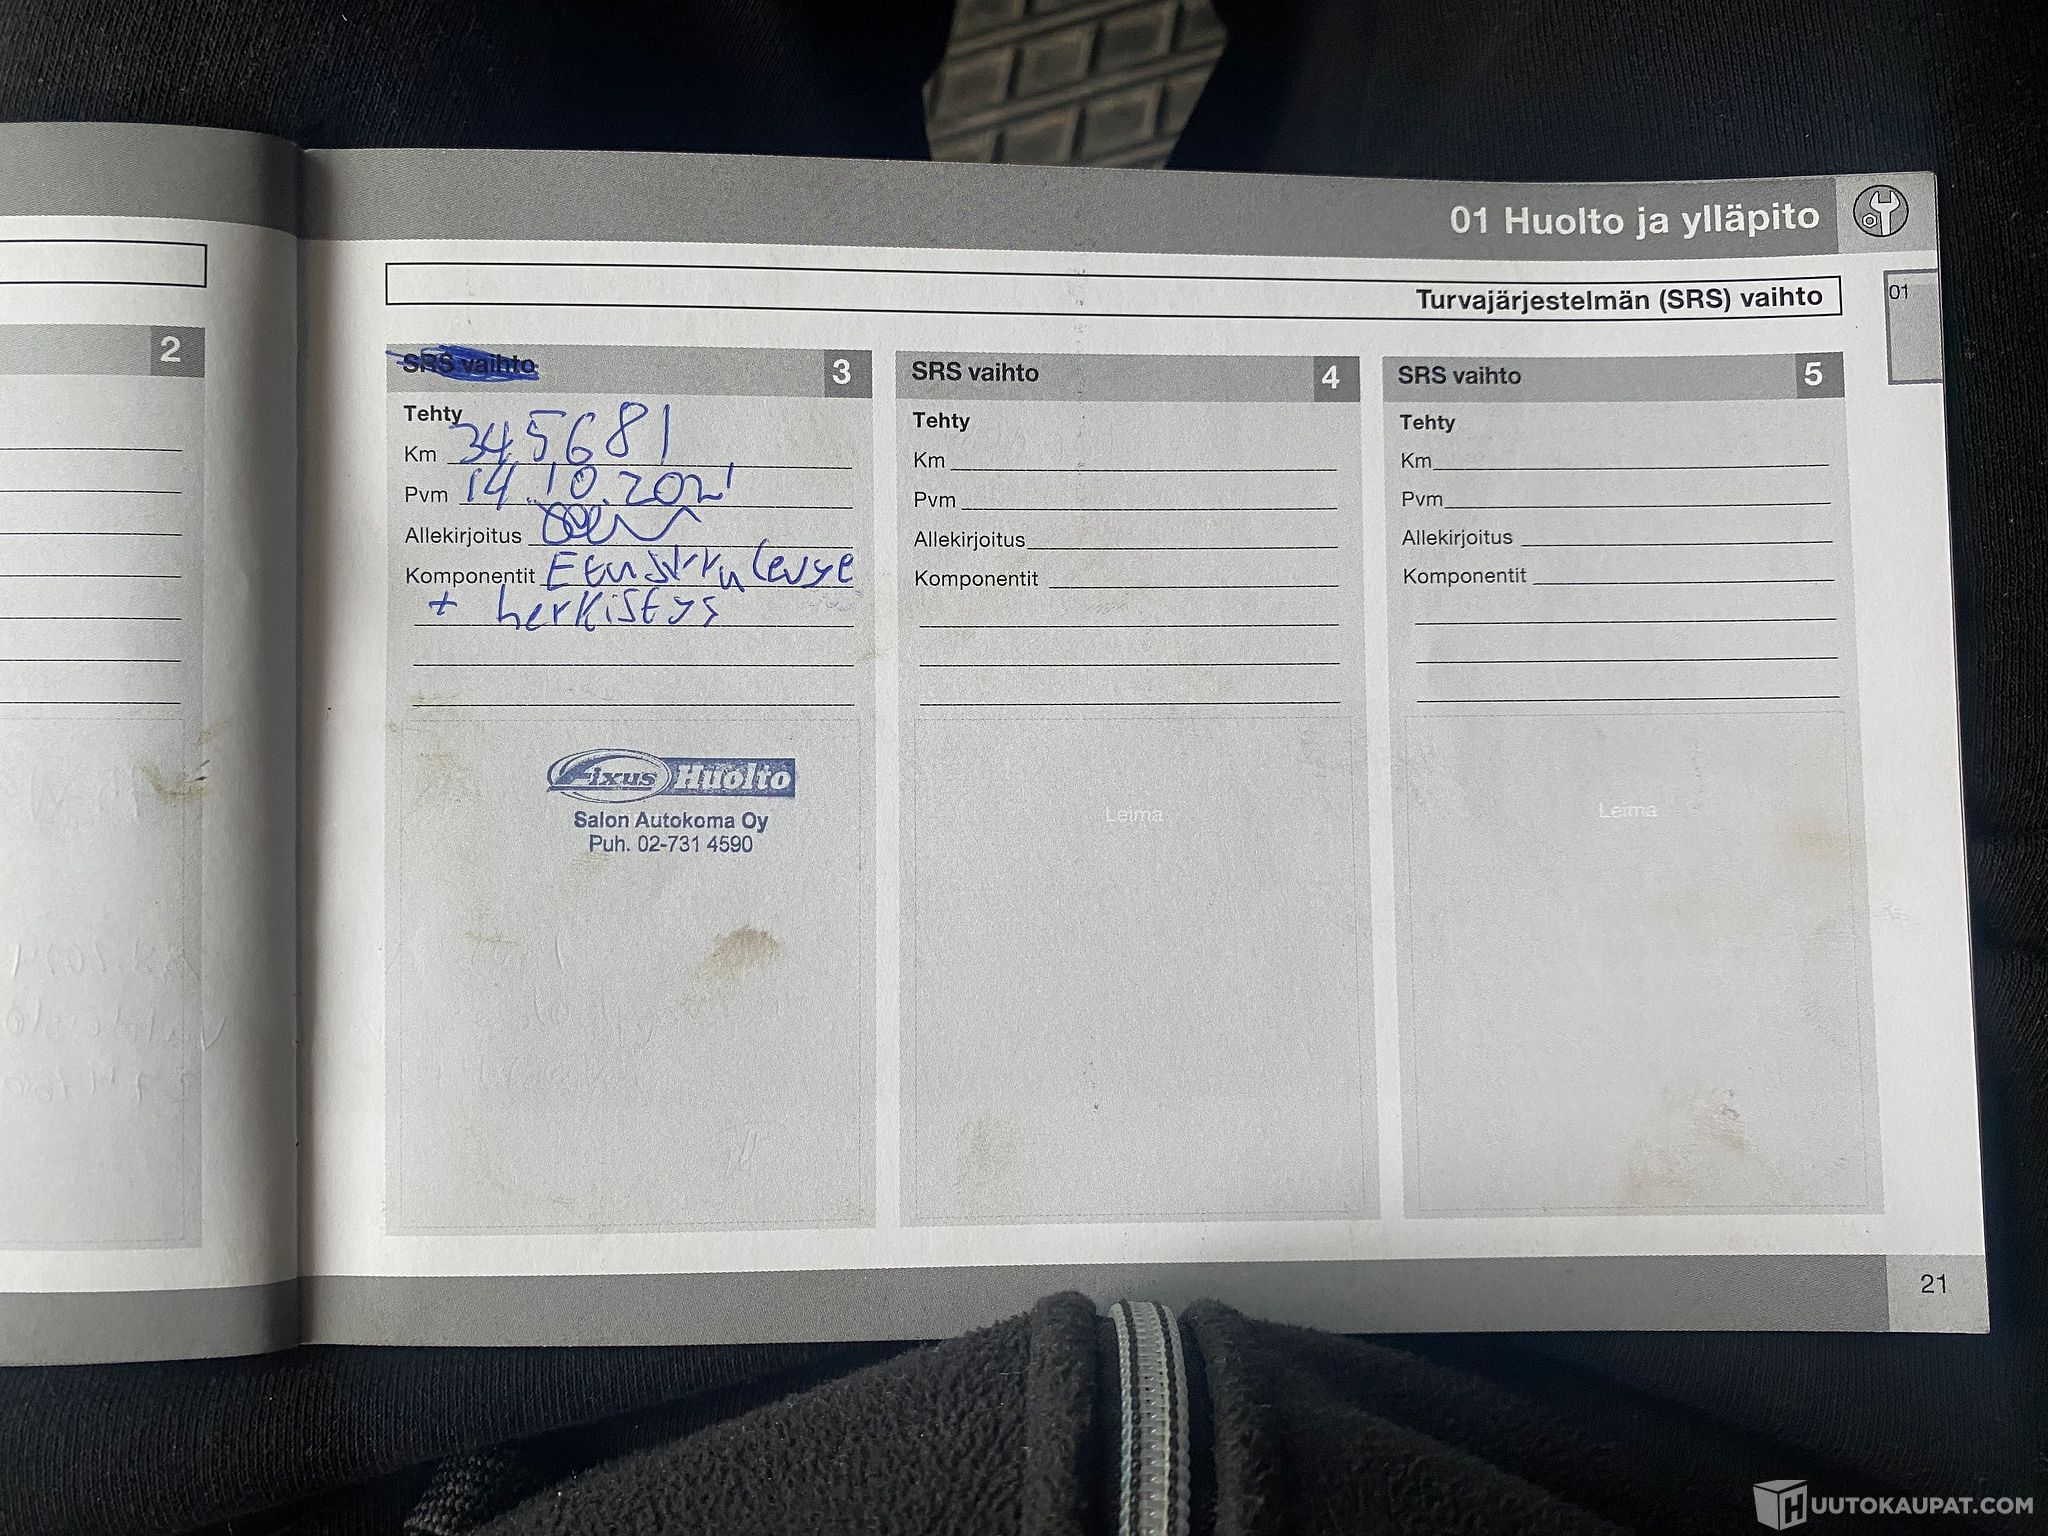 01 Huolto ja ylläpito
Turvajärjestelmän (SRS) vaihto
01
2
SRS vaihto 3
Tehty
Km 345681
Pvm 14.10.2021
Allekirjoitus
Komponentit Etuiskun levye
+ herkistys
Fixus Huolto
Salon Autokoma Oy
Puh. 02-731 4590
SRS vaihto 4
Tehty
Km
Pvm
Allekirjoitus
Komponentit
Leima
SRS vaihto 5
Tehty
Km
Pvm
Allekirjoitus
Komponentit
Leima
21
HUUTOKAUPAT.COM